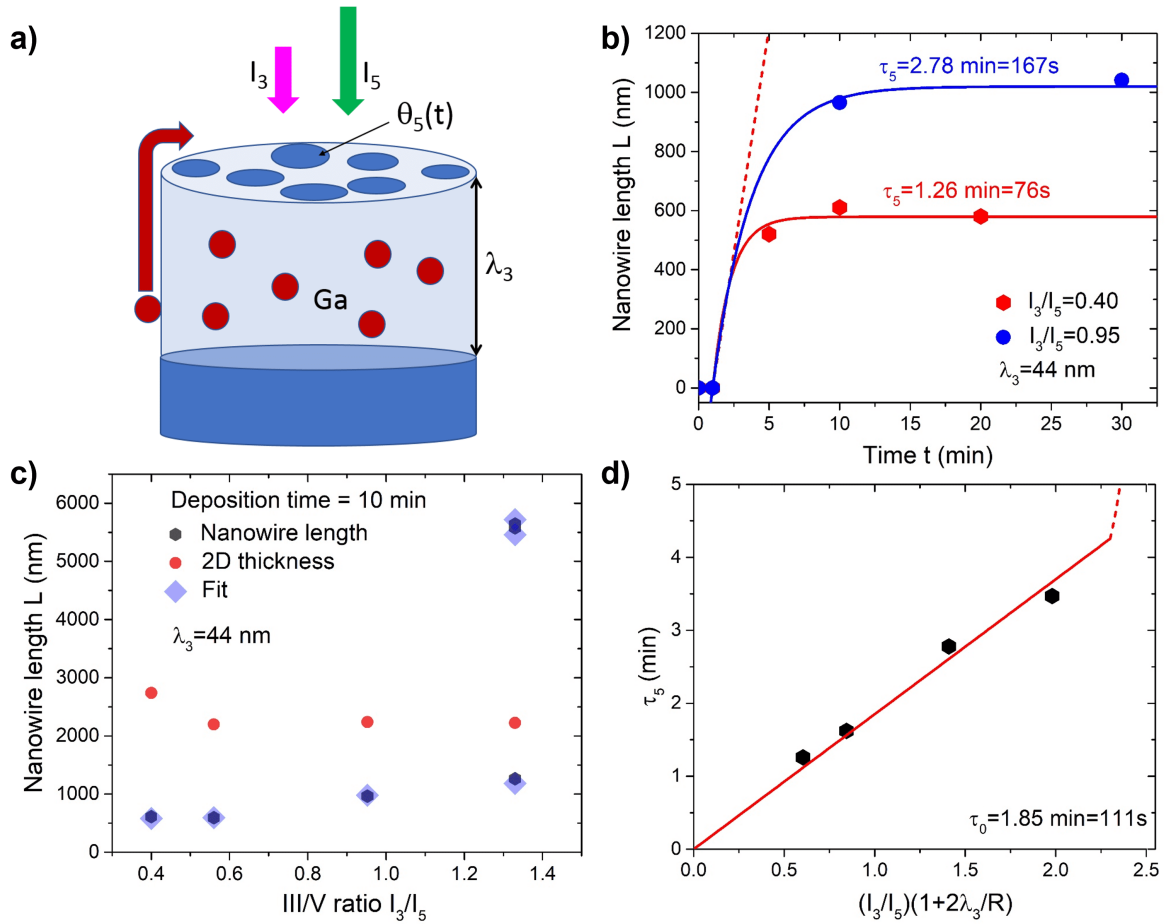 a)
I₃
I₅
θ₅(t)
λ₃
Ga
b)
1200
1000
800
600
400
200
0
Nanowire length L (nm)
τ₅=2.78 min=167s
τ₅=1.26 min=76s
I₃/I₅=0.40
I₃/I₅=0.95
λ₃=44 nm
0 5 10 15 20 25 30
Time t (min)
c)
6000
5000
4000
3000
2000
1000
0
Nanowire length L (nm)
Deposition time = 10 min
Nanowire length
2D thickness
Fit
λ₃=44 nm
0.4 0.6 0.8 1.0 1.2 1.4
III/V ratio I₃/I₅
d)
5
4
3
2
1
0
τ₅ (min)
τ₀=1.85 min=111s
0.0 0.5 1.0 1.5 2.0 2.5
(I₃/I₅)(1+2λ₃/R)